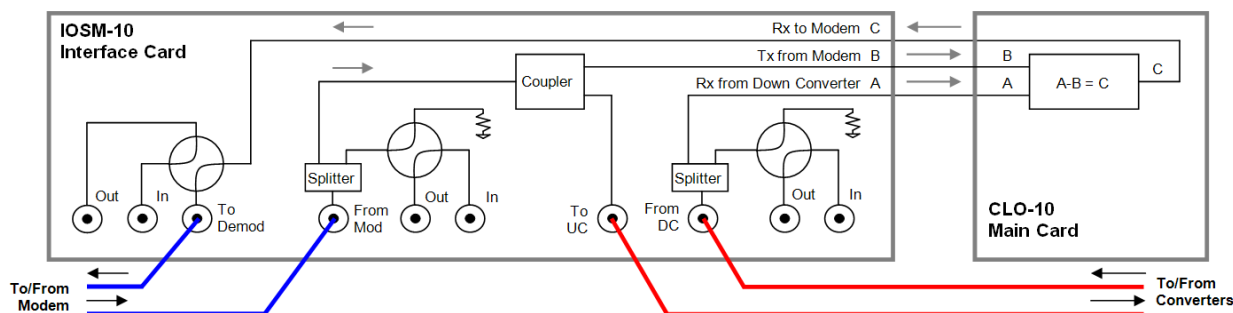 IOSM-10
Interface Card
Rx to Modem C
Tx from Modem B
Rx from Down Converter A
B
A
A-B = C
C
Coupler
Splitter
Splitter
Out
In
To
Demod
From
Mod
Out
In
To
UC
From
DC
Out
In
CLO-10
Main Card
To/From
Modem
To/From
Converters